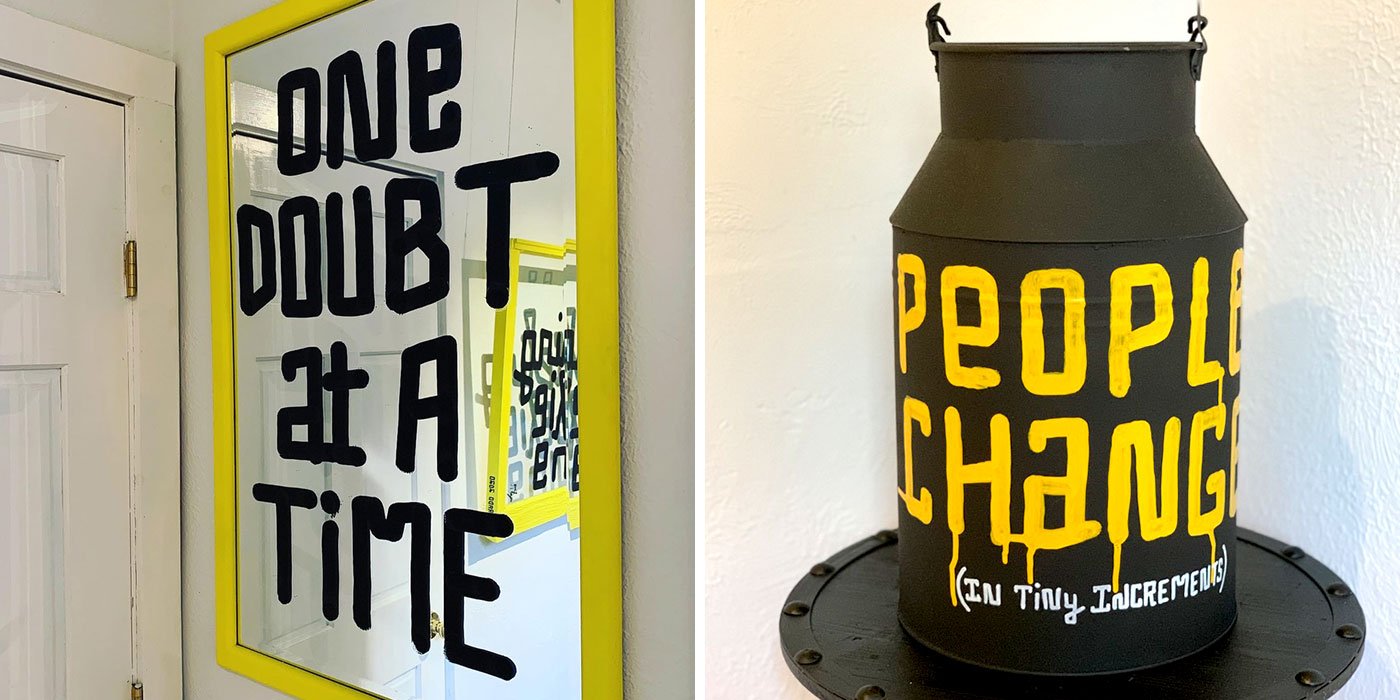 ONe
DOUBT
at A
TiME
PeOPLe
CHaNGE
(IN TiNy INCREMENTS)